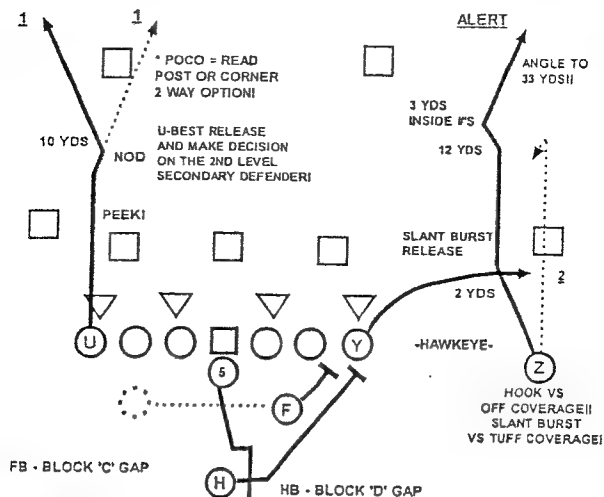 1
1
ALERT
* POCO = READ
POST OR CORNER
2 WAY OPTION!
ANGLE TO
33 YDS!!
3 YDS
INSIDE #'S
12 YDS
10 YDS
NOD
U-BEST RELEASE
AND MAKE DECISION
ON THE 2ND LEVEL
SECONDARY DEFENDER!
PEEK!
SLANT BURST
RELEASE
2
2 YDS
U
Y
-HAWKEYE-
5
Z
F
HOOK VS
OFF COVERAGE!!
SLANT BURST
VS TUFF COVERAGE!
FB - BLOCK 'C' GAP
H
HB - BLOCK 'D' GAP